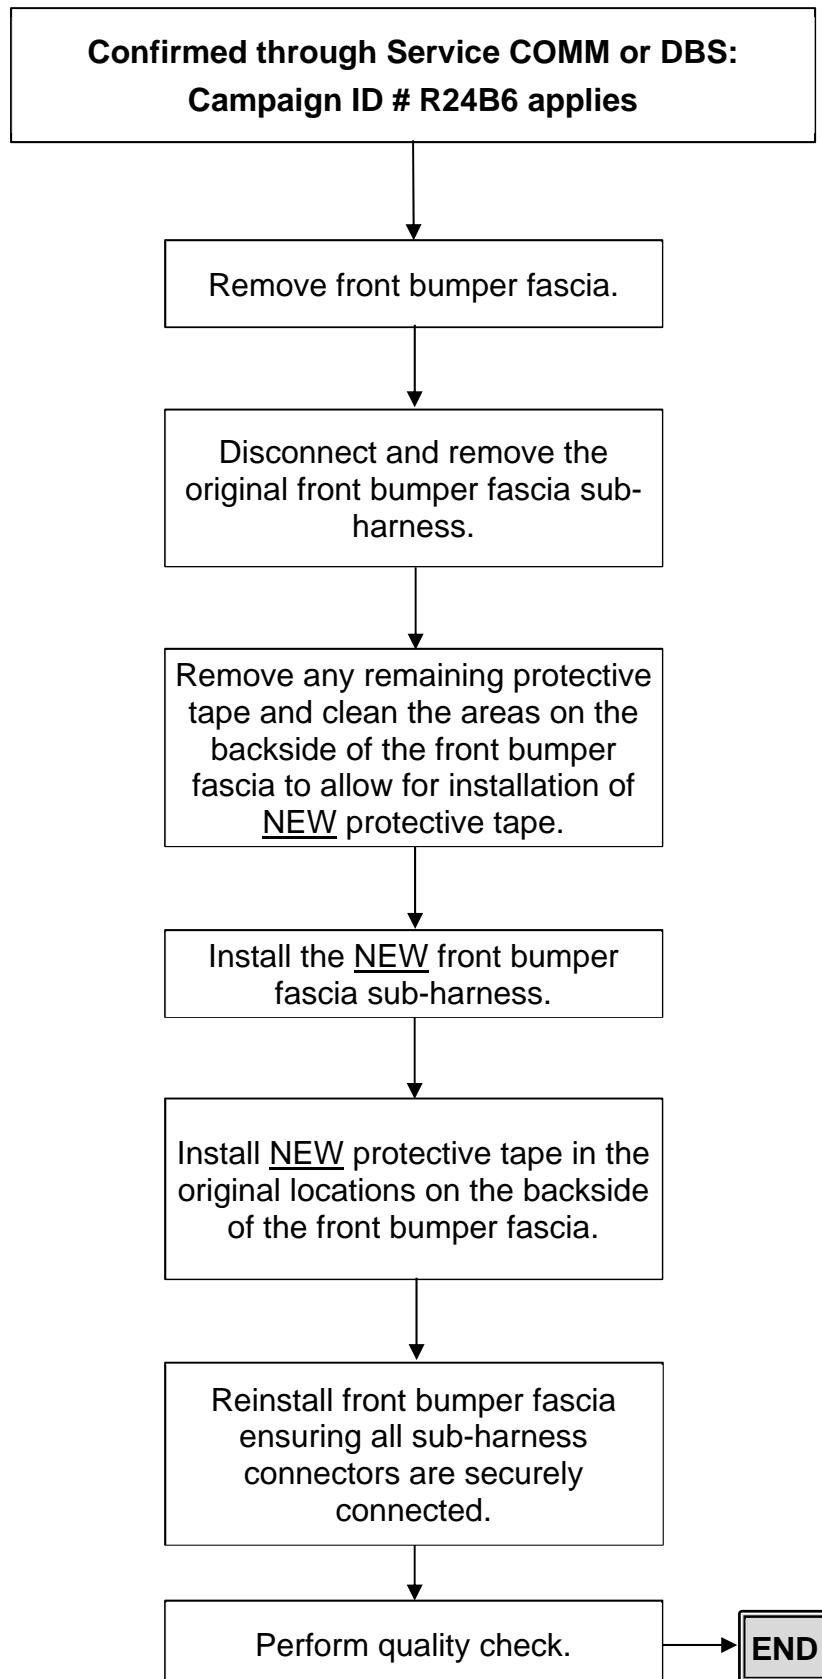 Confirmed through Service COMM or DBS:
Campaign ID # R24B6 applies
Remove front bumper fascia.
Disconnect and remove the
original front bumper fascia sub-
harness.
Remove any remaining protective
tape and clean the areas on the
backside of the front bumper
fascia to allow for installation of
NEW protective tape.
Install the NEW front bumper
fascia sub-harness.
Install NEW protective tape in the
original locations on the backside
of the front bumper fascia.
Reinstall front bumper fascia
ensuring all sub-harness
connectors are securely
connected.
Perform quality check.
END